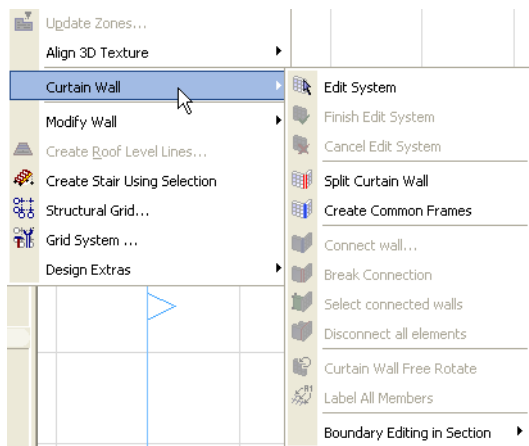 Update Zones...
Align 3D Texture
Curtain Wall
Modify Wall
Create Roof Level Lines...
Create Stair Using Selection
Structural Grid...
Grid System ...
Design Extras
Edit System
Finish Edit System
Cancel Edit System
Split Curtain Wall
Create Common Frames
Connect wall...
Break Connection
Select connected walls
Disconnect all elements
Curtain Wall Free Rotate
Label All Members
Boundary Editing in Section